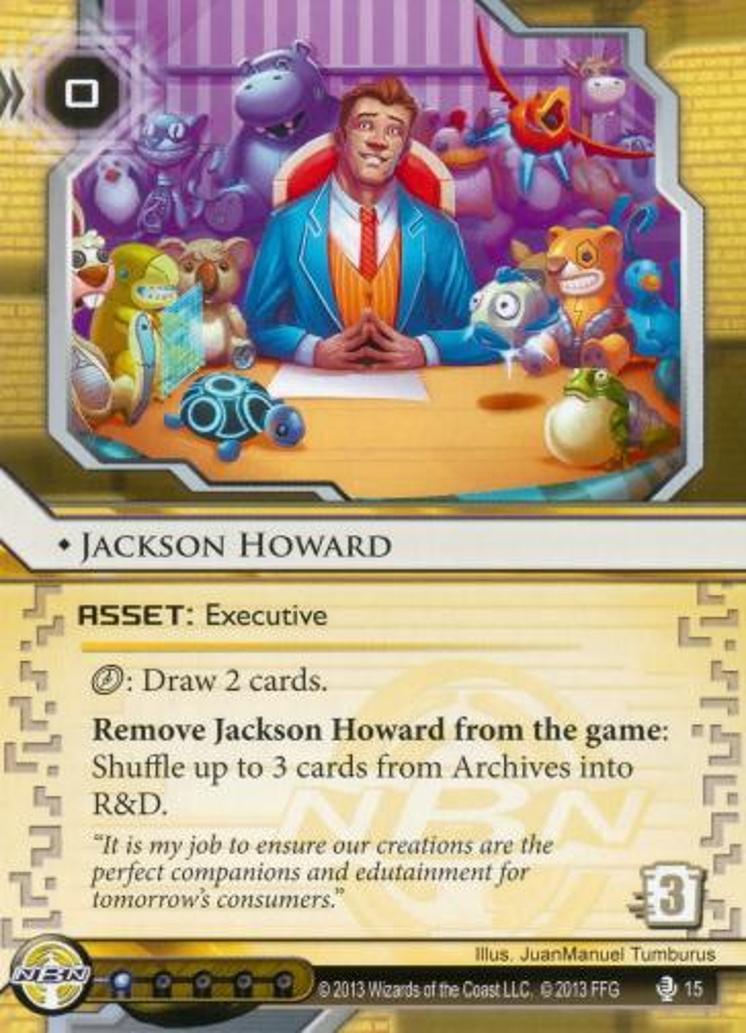 0
JACKSON HOWARD
ASSET: Executive
: Draw 2 cards.
Remove Jackson Howard from the game:
Shuffle up to 3 cards from Archives into
R&D.
“It is my job to ensure our creations are the
perfect companions and edutainment for
tomorrow’s consumers.”
3
NBN
Illus. JuanManuel Tumburus
NBN
© 2013 Wizards of the Coast LLC. © 2013 FFG
15